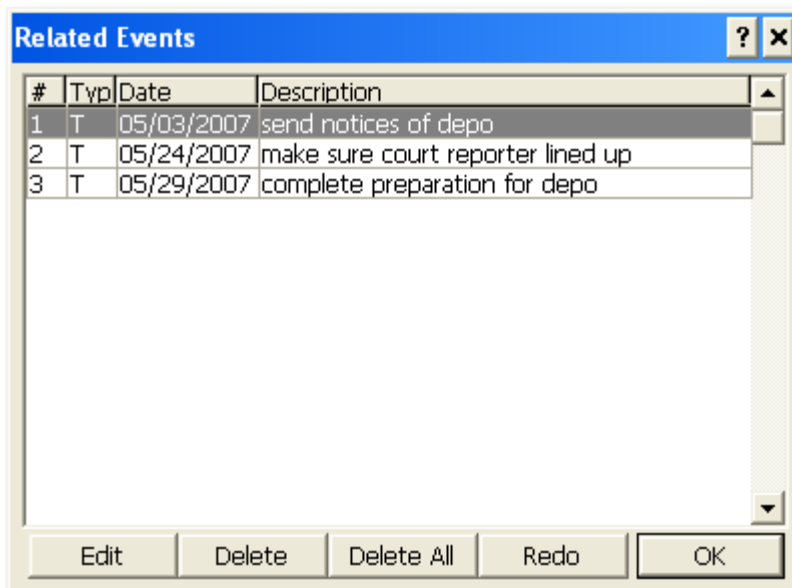 Related Events
# Typ Date Description
1 T 05/03/2007 send notices of depo
2 T 05/24/2007 make sure court reporter lined up
3 T 05/29/2007 complete preparation for depo
Edit Delete Delete All Redo OK